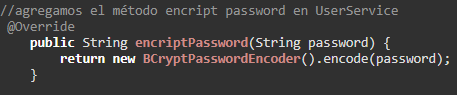 //agregamos el método encript password en UserService
@Override
public String encriptPassword(String password) {
return new BCryptPasswordEncoder().encode(password);
}